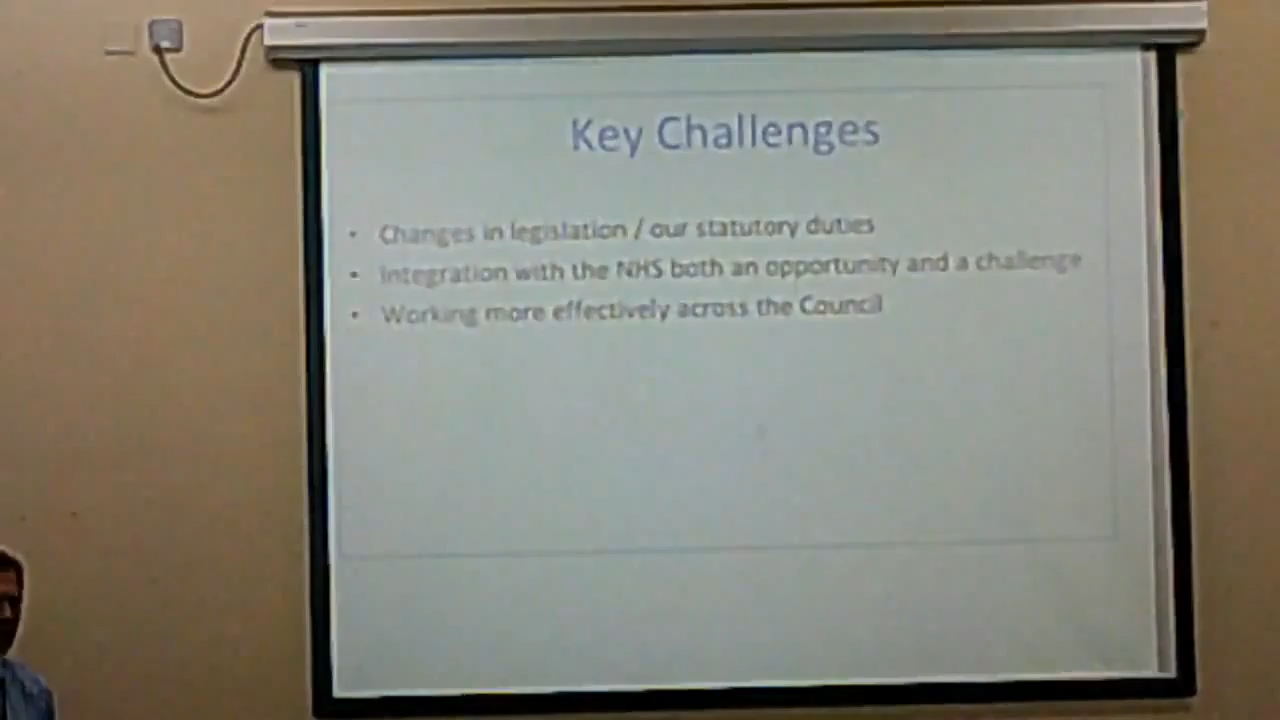 Key Challenges
• Changes in legislation / our statutory duties
• Integration with the NHS both an opportunity and a challenge
• Working more effectively across the Council